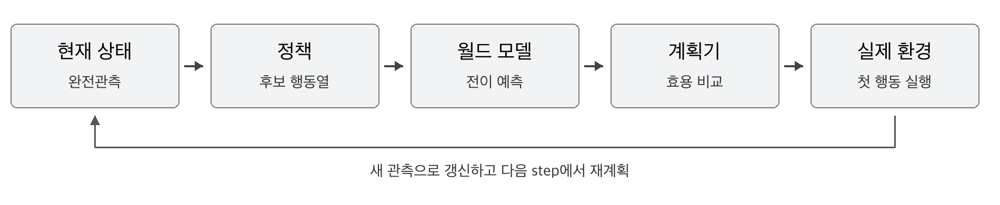 현재 상태
완전관측
정책
후보 행동열
월드 모델
전이 예측
계획기
효용 비교
실제 환경
첫 행동 실행
새 관측으로 갱신하고 다음 step에서 재계획